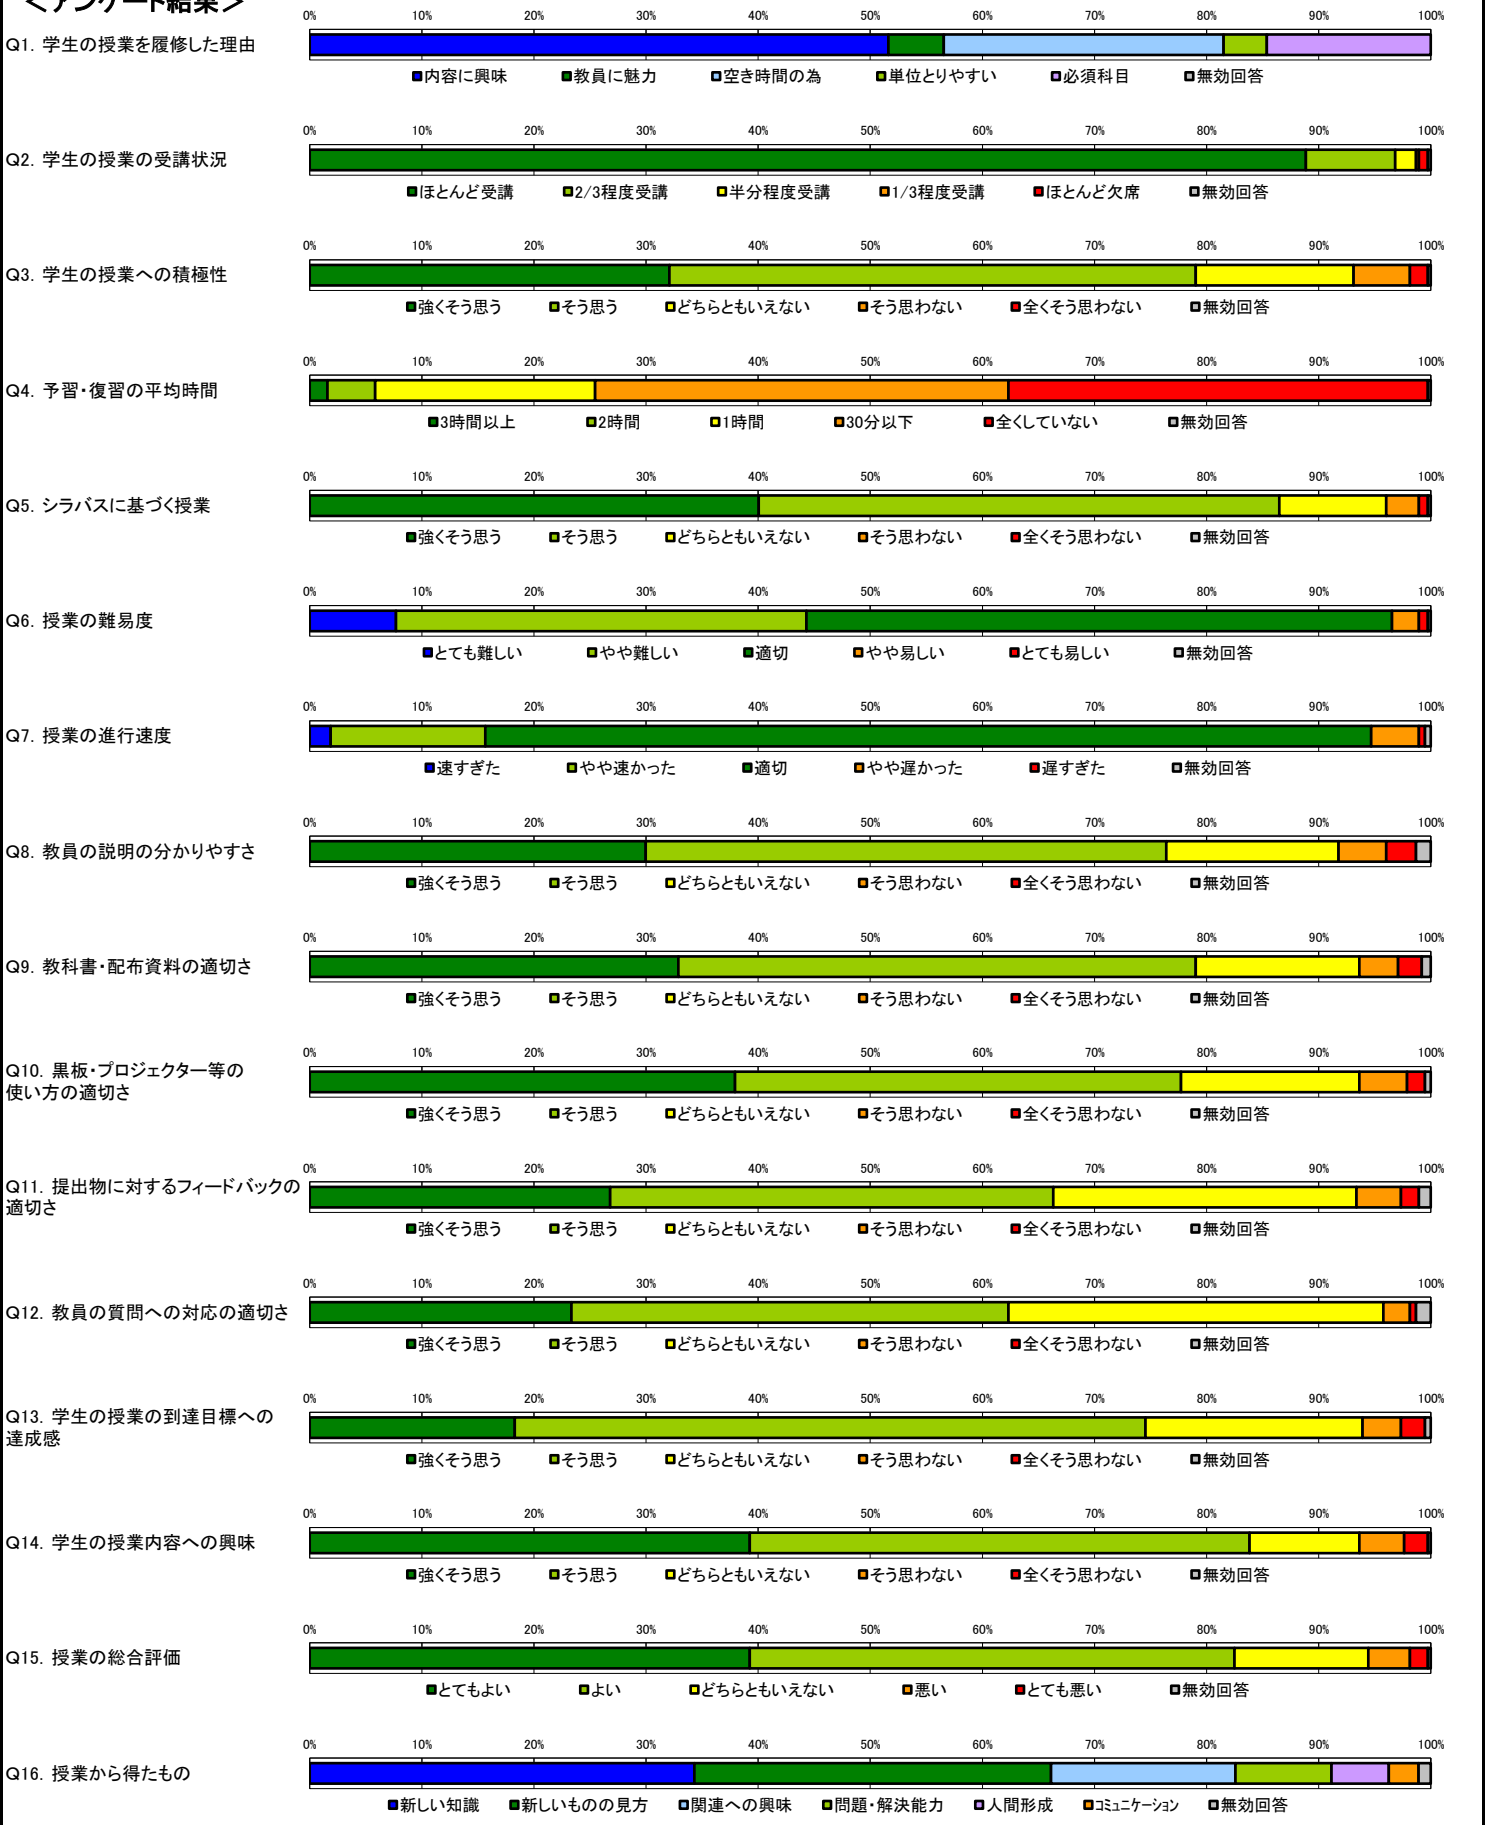 ＜アンケート結果＞
0% 10% 20% 30% 40% 50% 60% 70% 80% 90% 100%
Q1. 学生の授業を履修した理由
内容に興味 教員に魅力 空き時間の為 単位とりやすい 必須科目 無効回答
0% 10% 20% 30% 40% 50% 60% 70% 80% 90% 100%
Q2. 学生の授業の受講状況
ほとんど受講 2/3程度受講 半分程度受講 1/3程度受講 ほとんど欠席 無効回答
0% 10% 20% 30% 40% 50% 60% 70% 80% 90% 100%
Q3. 学生の授業への積極性
強くそう思う そう思う どちらともいえない そう思わない 全くそう思わない 無効回答
0% 10% 20% 30% 40% 50% 60% 70% 80% 90% 100%
Q4. 予習・復習の平均時間
3時間以上 2時間 1時間 30分以下 全くしていない 無効回答
0% 10% 20% 30% 40% 50% 60% 70% 80% 90% 100%
Q5. シラバスに基づく授業
強くそう思う そう思う どちらともいえない そう思わない 全くそう思わない 無効回答
0% 10% 20% 30% 40% 50% 60% 70% 80% 90% 100%
Q6. 授業の難易度
とても難しい やや難しい 適切 やや易しい とても易しい 無効回答
0% 10% 20% 30% 40% 50% 60% 70% 80% 90% 100%
Q7. 授業の進行速度
速すぎた やや速かった 適切 やや遅かった 遅すぎた 無効回答
0% 10% 20% 30% 40% 50% 60% 70% 80% 90% 100%
Q8. 教員の説明の分かりやすさ
強くそう思う そう思う どちらともいえない そう思わない 全くそう思わない 無効回答
0% 10% 20% 30% 40% 50% 60% 70% 80% 90% 100%
Q9. 教科書・配布資料の適切さ
強くそう思う そう思う どちらともいえない そう思わない 全くそう思わない 無効回答
0% 10% 20% 30% 40% 50% 60% 70% 80% 90% 100%
Q10. 黒板・プロジェクター等の
使い方の適切さ
強くそう思う そう思う どちらともいえない そう思わない 全くそう思わない 無効回答
0% 10% 20% 30% 40% 50% 60% 70% 80% 90% 100%
Q11. 提出物に対するフィードバックの
適切さ
強くそう思う そう思う どちらともいえない そう思わない 全くそう思わない 無効回答
0% 10% 20% 30% 40% 50% 60% 70% 80% 90% 100%
Q12. 教員の質問への対応の適切さ
強くそう思う そう思う どちらともいえない そう思わない 全くそう思わない 無効回答
0% 10% 20% 30% 40% 50% 60% 70% 80% 90% 100%
Q13. 学生の授業の到達目標への
達成感
強くそう思う そう思う どちらともいえない そう思わない 全くそう思わない 無効回答
0% 10% 20% 30% 40% 50% 60% 70% 80% 90% 100%
Q14. 学生の授業内容への興味
強くそう思う そう思う どちらともいえない そう思わない 全くそう思わない 無効回答
0% 10% 20% 30% 40% 50% 60% 70% 80% 90% 100%
Q15. 授業の総合評価
とてもよい よい どちらともいえない 悪い とても悪い 無効回答
0% 10% 20% 30% 40% 50% 60% 70% 80% 90% 100%
Q16. 授業から得たもの
新しい知識 新しいものの見方 関連への興味 問題・解決能力 人間形成 ｺﾐｭﾆｹｰｼｮﾝ 無効回答